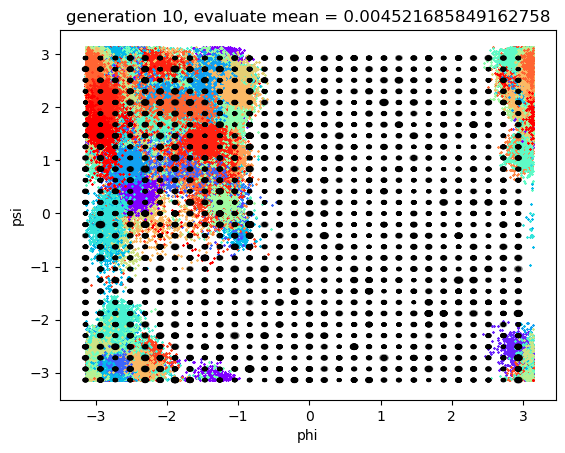 generation 10, evaluate mean = 0.004521685849162758
3
2
1
0
−1
−2
−3
psi
−3 −2 −1 0 1 2 3
phi